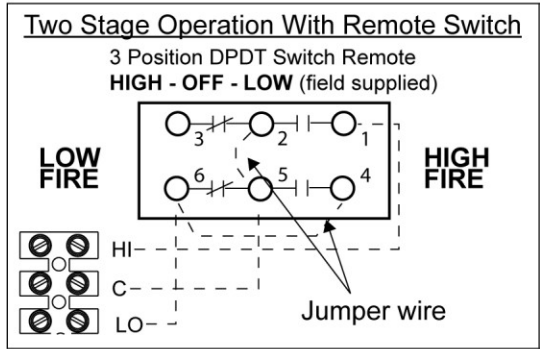 Two Stage Operation With Remote Switch
3 Position DPDT Switch Remote
HIGH - OFF - LOW (field supplied)
3 2 1
LOW
FIRE
HIGH
FIRE
6 5 4
HI
C
LO
Jumper wire